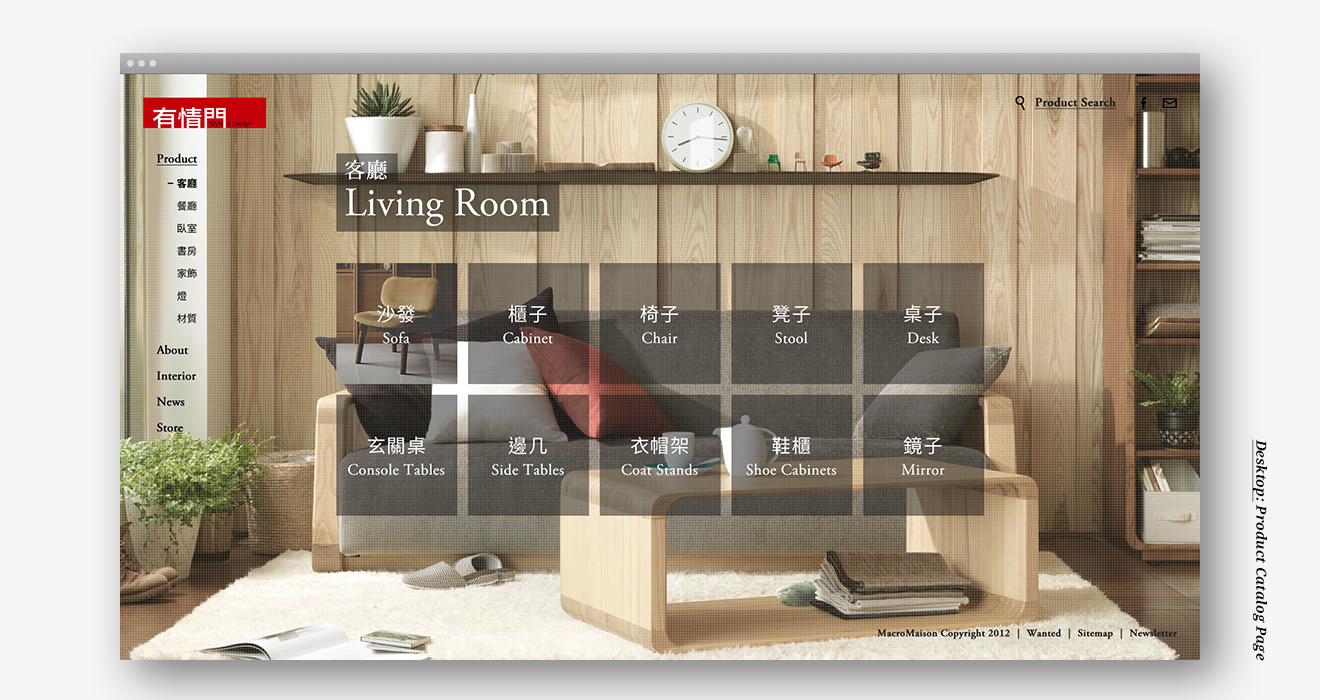 有情門
Product Search
Product
– 客廳
餐廳
臥室
書房
家飾
燈
材質
About
Interior
News
Store
客廳
Living Room
沙發
Sofa
櫃子
Cabinet
椅子
Chair
凳子
Stool
桌子
Desk
玄關桌
Console Tables
邊几
Side Tables
衣帽架
Coat Stands
鞋櫃
Shoe Cabinets
鏡子
Mirror
MacroMaison Copyright 2012 | Wanted | Sitemap | Newsletter
Desktop: Product Catalog Page